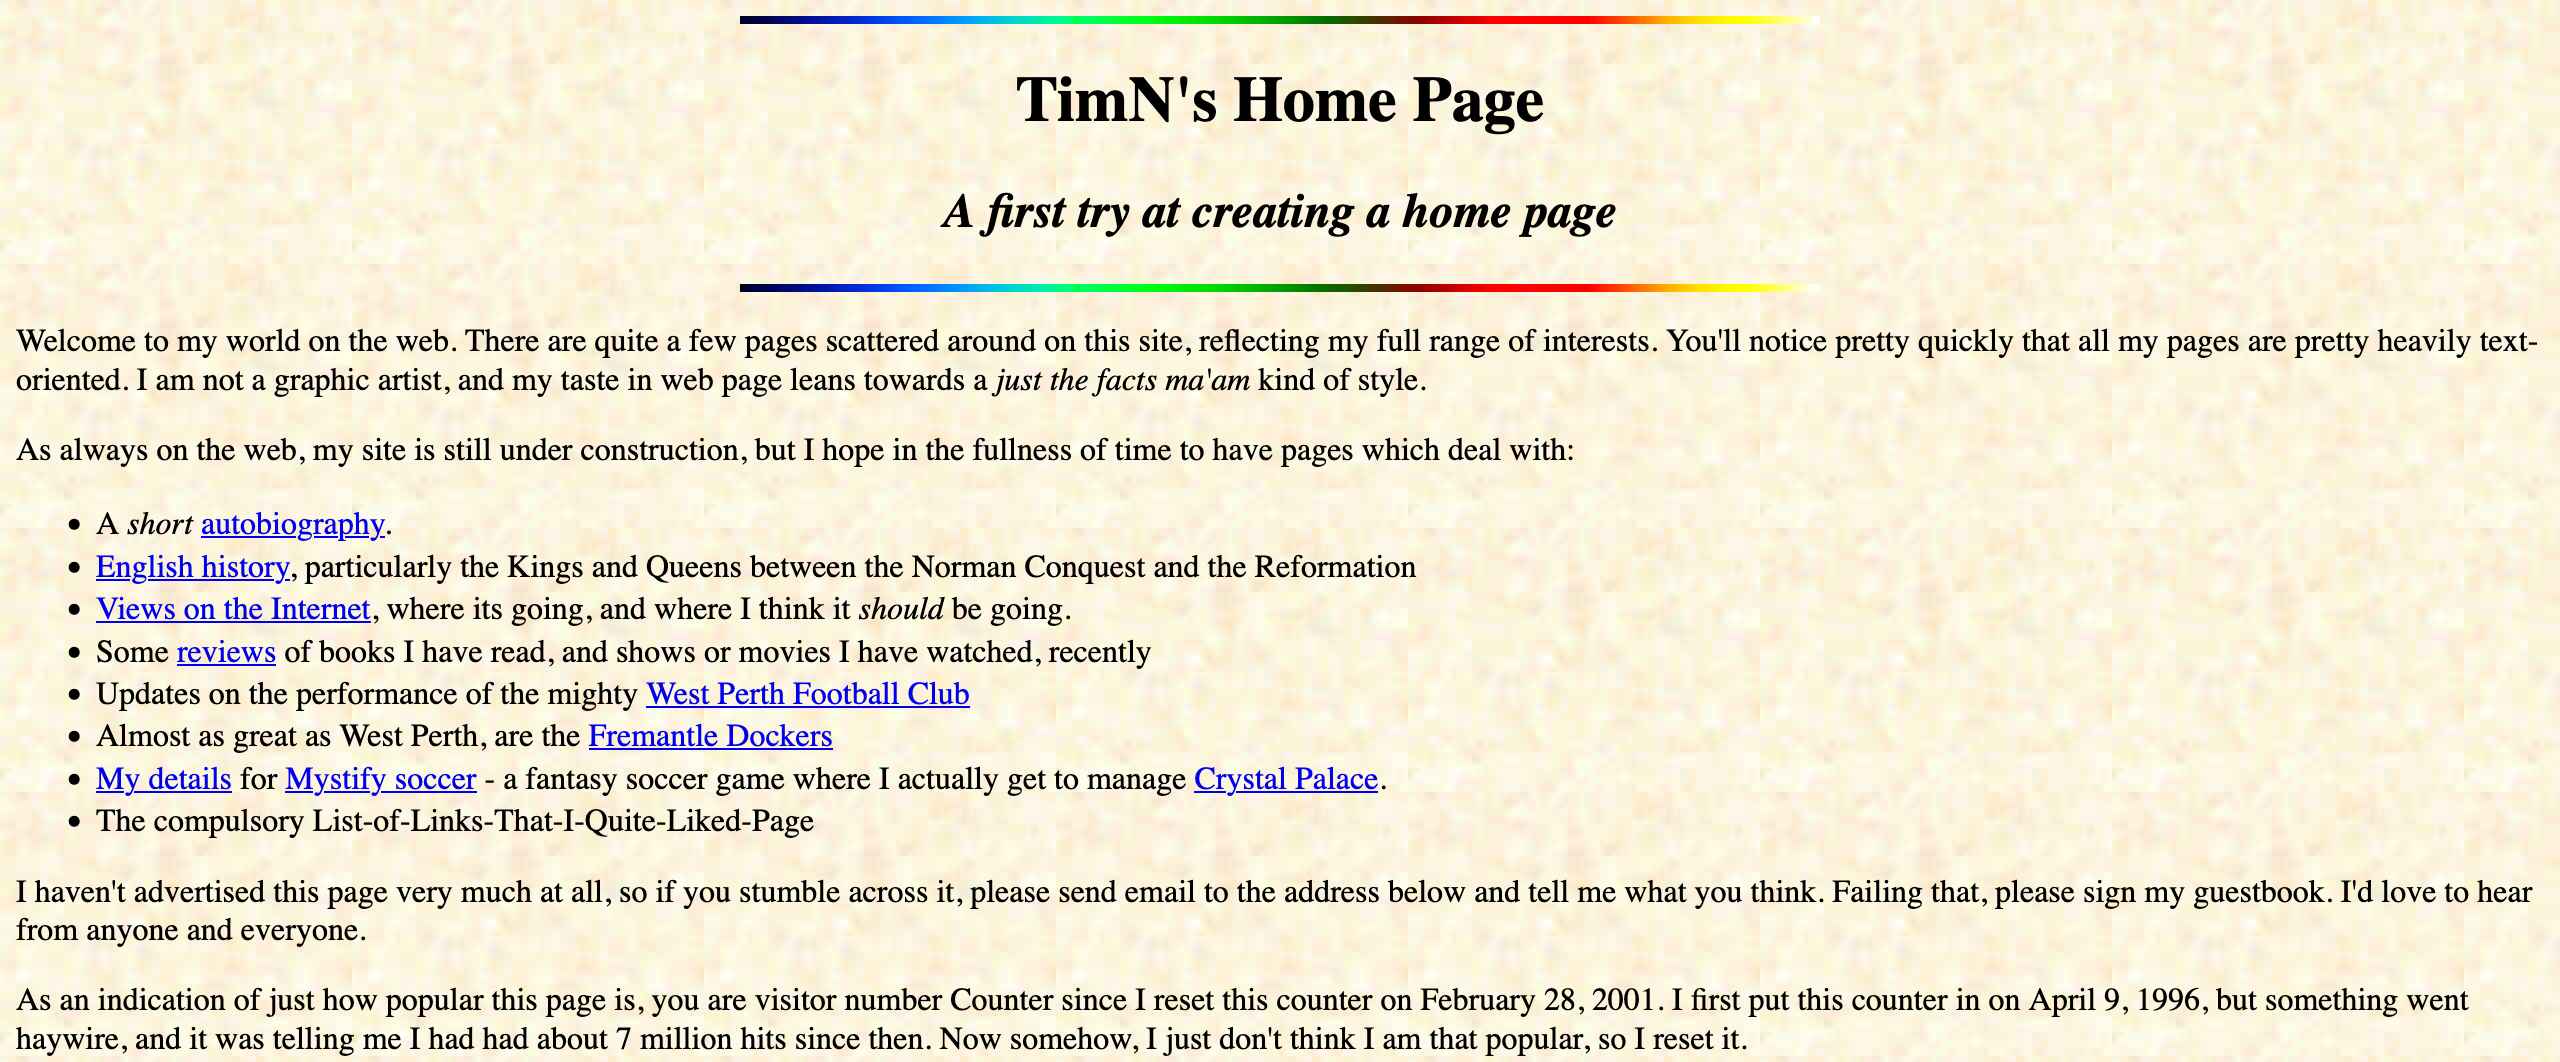 TimN's Home Page
A first try at creating a home page
Welcome to my world on the web. There are quite a few pages scattered around on this site, reflecting my full range of interests. You'll notice pretty quickly that all my pages are pretty heavily text-
oriented. I am not a graphic artist, and my taste in web page leans towards a just the facts ma'am kind of style.
As always on the web, my site is still under construction, but I hope in the fullness of time to have pages which deal with:
• A short autobiography.
• English history, particularly the Kings and Queens between the Norman Conquest and the Reformation
• Views on the Internet, where its going, and where I think it should be going.
• Some reviews of books I have read, and shows or movies I have watched, recently
• Updates on the performance of the mighty West Perth Football Club
• Almost as great as West Perth, are the Fremantle Dockers
• My details for Mystify soccer - a fantasy soccer game where I actually get to manage Crystal Palace.
• The compulsory List-of-Links-That-I-Quite-Liked-Page
I haven't advertised this page very much at all, so if you stumble across it, please send email to the address below and tell me what you think. Failing that, please sign my guestbook. I'd love to hear
from anyone and everyone.
As an indication of just how popular this page is, you are visitor number Counter since I reset this counter on February 28, 2001. I first put this counter in on April 9, 1996, but something went
haywire, and it was telling me I had had about 7 million hits since then. Now somehow, I just don't think I am that popular, so I reset it.